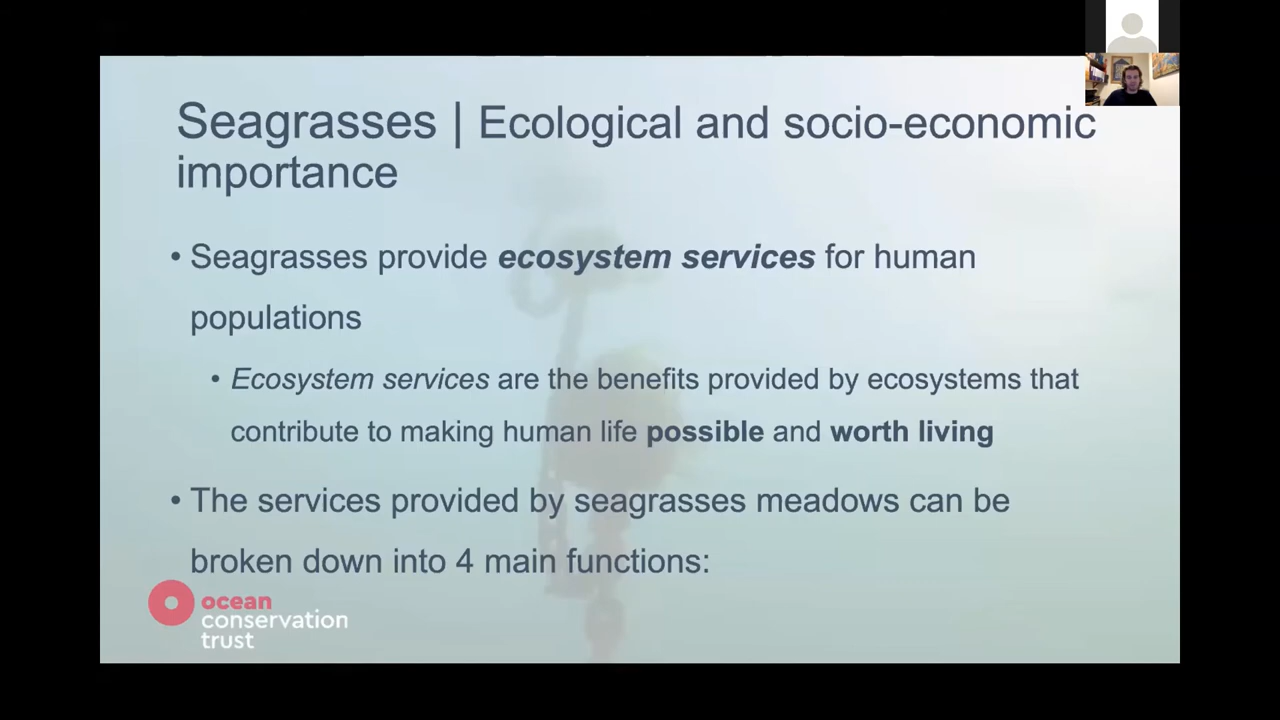 Seagrasses | Ecological and socio-economic
importance
• Seagrasses provide ecosystem services for human
populations
• Ecosystem services are the benefits provided by ecosystems that
contribute to making human life possible and worth living
• The services provided by seagrasses meadows can be
broken down into 4 main functions:
ocean
conservation
trust